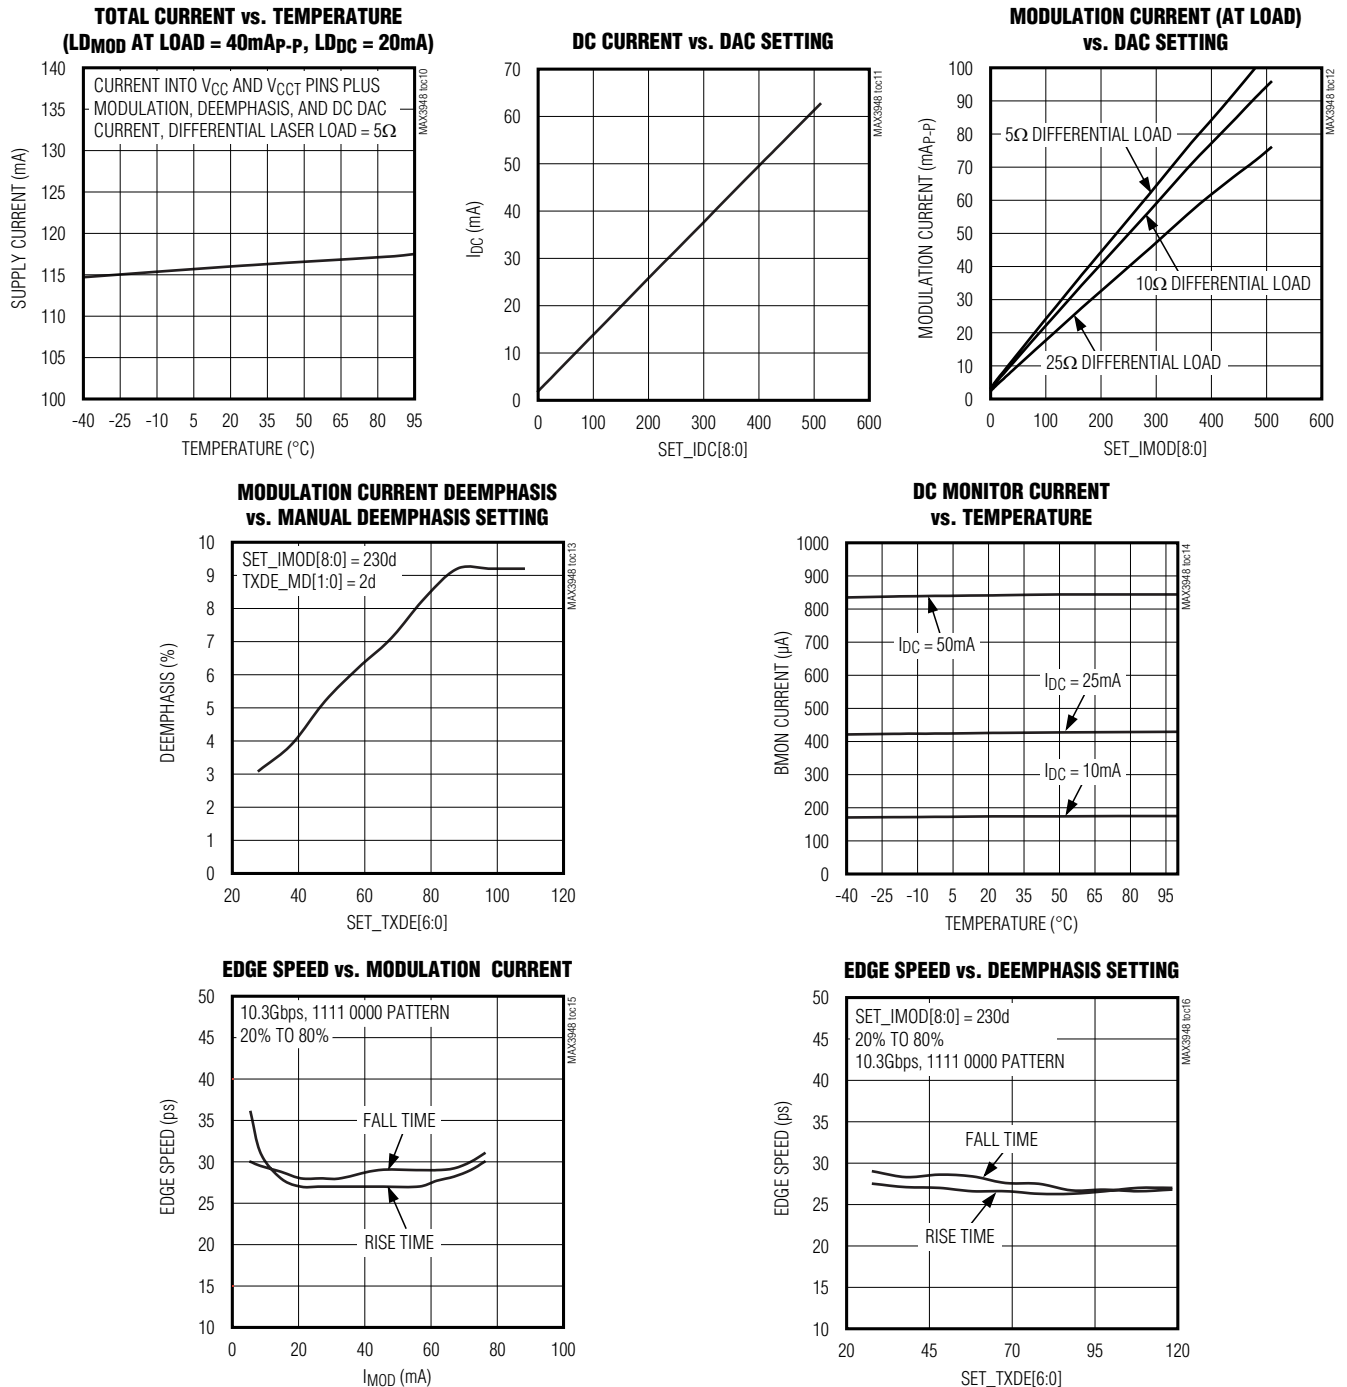 TOTAL CURRENT vs. TEMPERATURE
(LDMOD AT LOAD = 40mAP-P, LDDC = 20mA)
CURRENT INTO VCC AND VCCT PINS PLUS
MODULATION, DEEMPHASIS, AND DC DAC
CURRENT, DIFFERENTIAL LASER LOAD = 5Ω
MAX3948 toc10
SUPPLY CURRENT (mA)
140
135
130
125
120
115
110
105
100
-40 -25 -10 5 20 35 50 65 80 95
TEMPERATURE (°C)
DC CURRENT vs. DAC SETTING
MAX3948 toc11
IDC (mA)
70
60
50
40
30
20
10
0
0 100 200 300 400 500 600
SET_IDC[8:0]
MODULATION CURRENT (AT LOAD)
vs. DAC SETTING
MAX3948 toc12
MODULATION CURRENT (mAP-P)
100
90
80
70
60
50
40
30
20
10
0
5Ω DIFFERENTIAL LOAD
10Ω DIFFERENTIAL LOAD
25Ω DIFFERENTIAL LOAD
0 100 200 300 400 500 600
SET_IMOD[8:0]
MODULATION CURRENT DEEMPHASIS
vs. MANUAL DEEMPHASIS SETTING
SET_IMOD[8:0] = 230d
TXDE_MD[1:0] = 2d
MAX3948 toc13
DEEMPHASIS (%)
10
9
8
7
6
5
4
3
2
1
0
20 40 60 80 100 120
SET_TXDE[6:0]
DC MONITOR CURRENT
vs. TEMPERATURE
MAX3948 toc14
BMON CURRENT (µA)
1000
900
800
700
600
500
400
300
200
100
0
IDC = 50mA
IDC = 25mA
IDC = 10mA
-40 -25 -10 5 20 35 50 65 80 95
TEMPERATURE (°C)
EDGE SPEED vs. MODULATION CURRENT
10.3Gbps, 1111 0000 PATTERN
20% TO 80%
MAX3948 toc15
EDGE SPEED (ps)
50
45
40
35
30
25
20
15
10
FALL TIME
RISE TIME
0 20 40 60 80 100
IMOD (mA)
EDGE SPEED vs. DEEMPHASIS SETTING
SET_IMOD[8:0] = 230d
20% TO 80%
10.3Gbps, 1111 0000 PATTERN
MAX3948 toc16
EDGE SPEED (ps)
50
45
40
35
30
25
20
15
10
FALL TIME
RISE TIME
20 45 70 95 120
SET_TXDE[6:0]